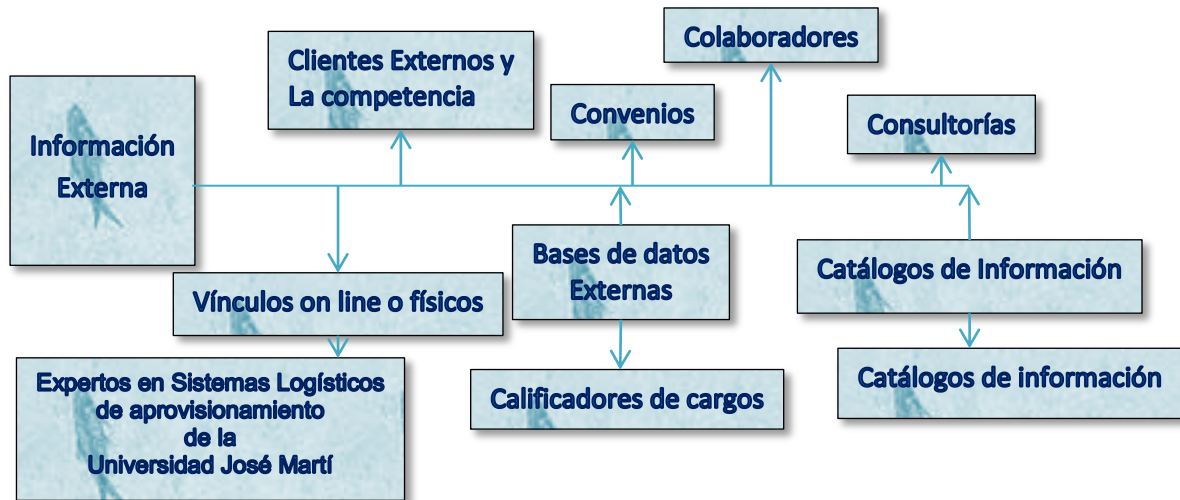 Colaboradores
Clientes Externos y
La competencia
Convenios
Consultorías
Información
Externa
Bases de datos
Externas
Catálogos de Información
Vínculos on line o físicos
Expertos en Sistemas Logísticos
de aprovisionamiento
de la
Universidad José Martí
Calificadores de cargos
Catálogos de información